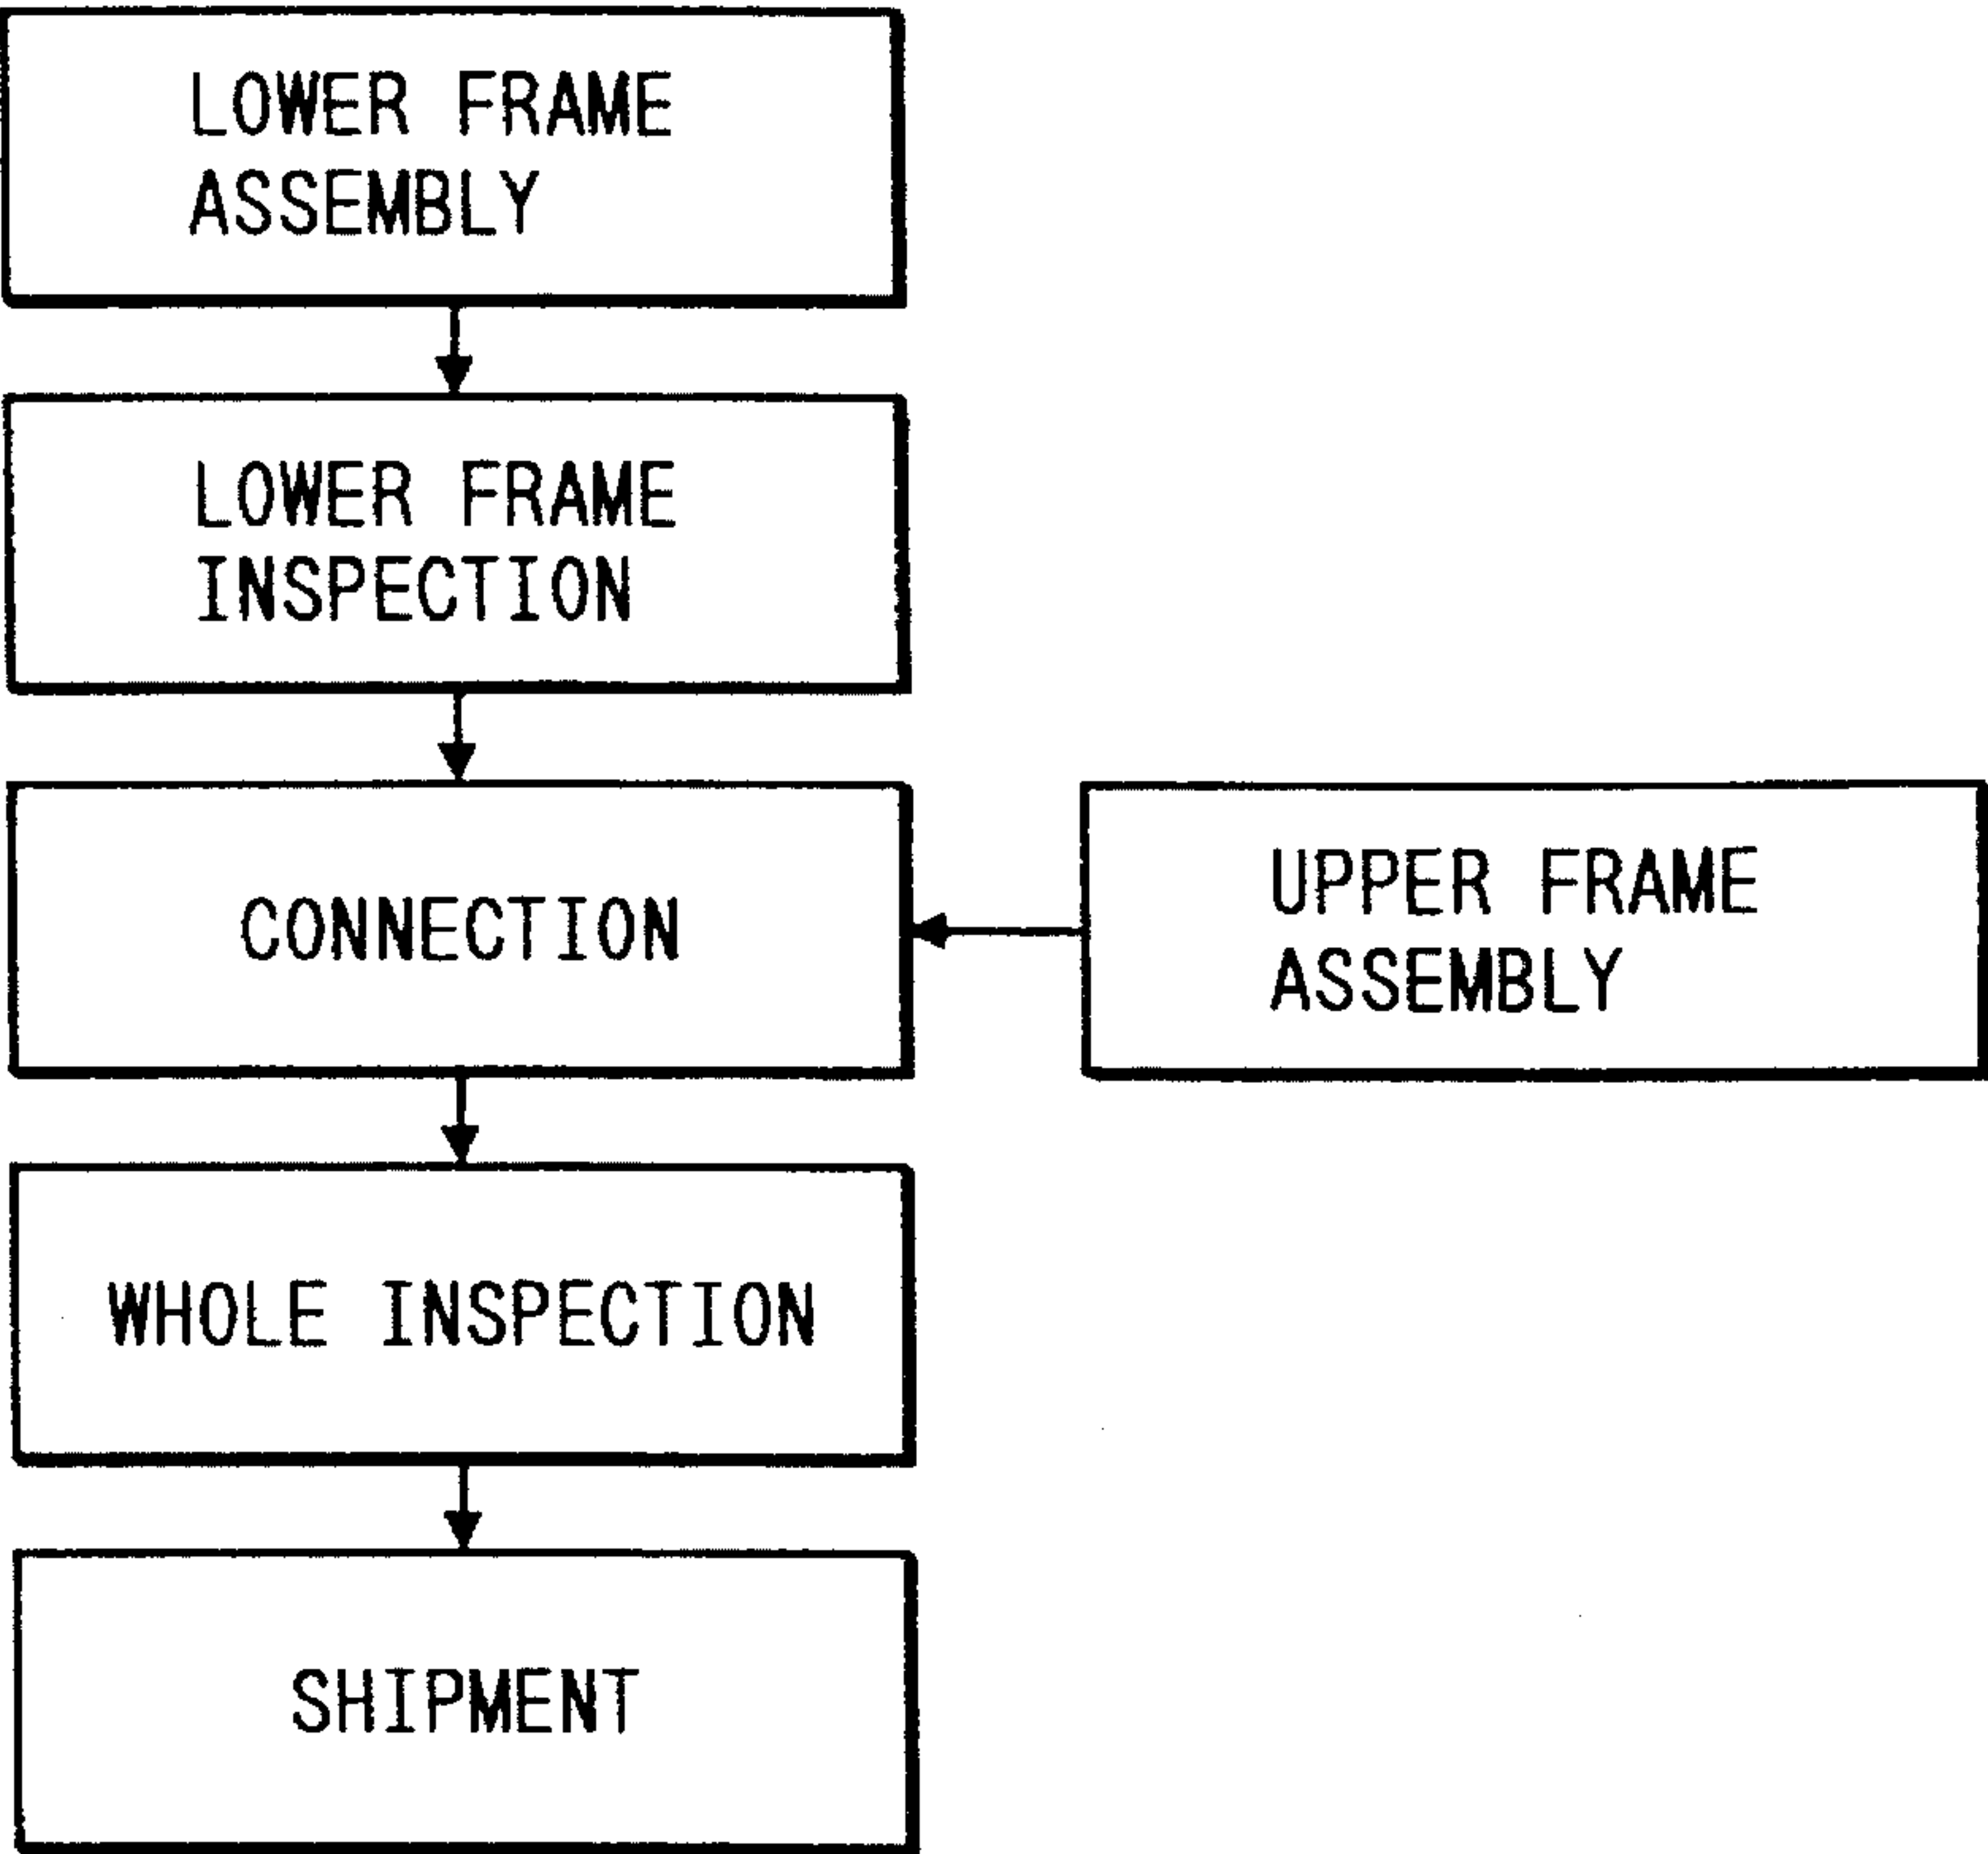 LOWER FRAME
ASSEMBLY
LOWER FRAME
INSPECTION
CONNECTION
UPPER FRAME
ASSEMBLY
WHOLE INSPECTION
SHIPMENT